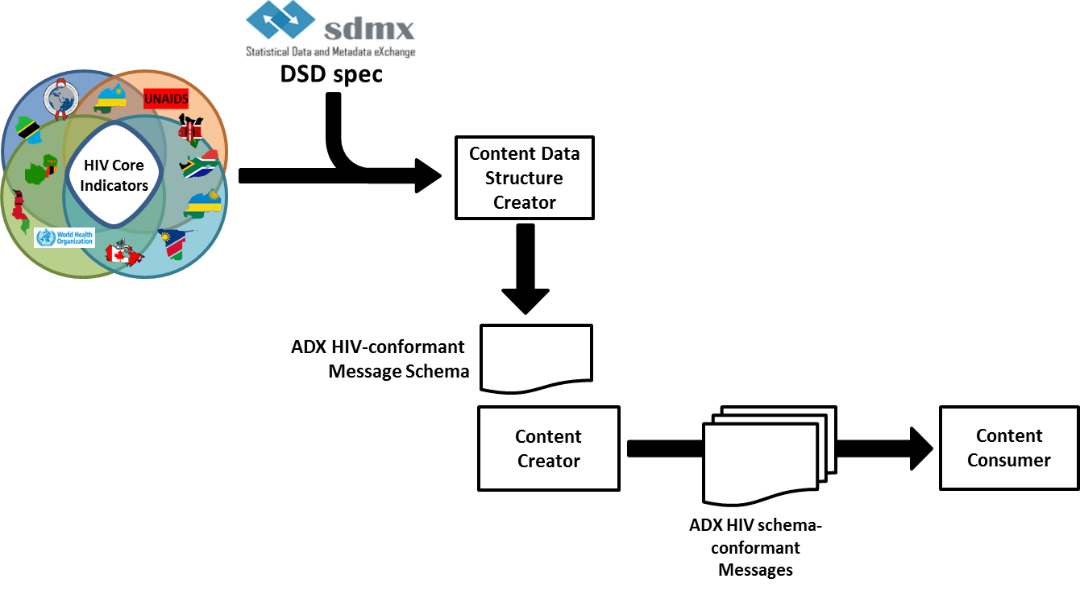 sdmx
Statistical Data and Metadata eXchange
DSD spec
UNAIDS
HIV Core
Indicators
World Health
Organization
Content Data
Structure
Creator
ADX HIV-conformant
Message Schema
Content
Creator
Content
Consumer
ADX HIV schema-
conformant
Messages